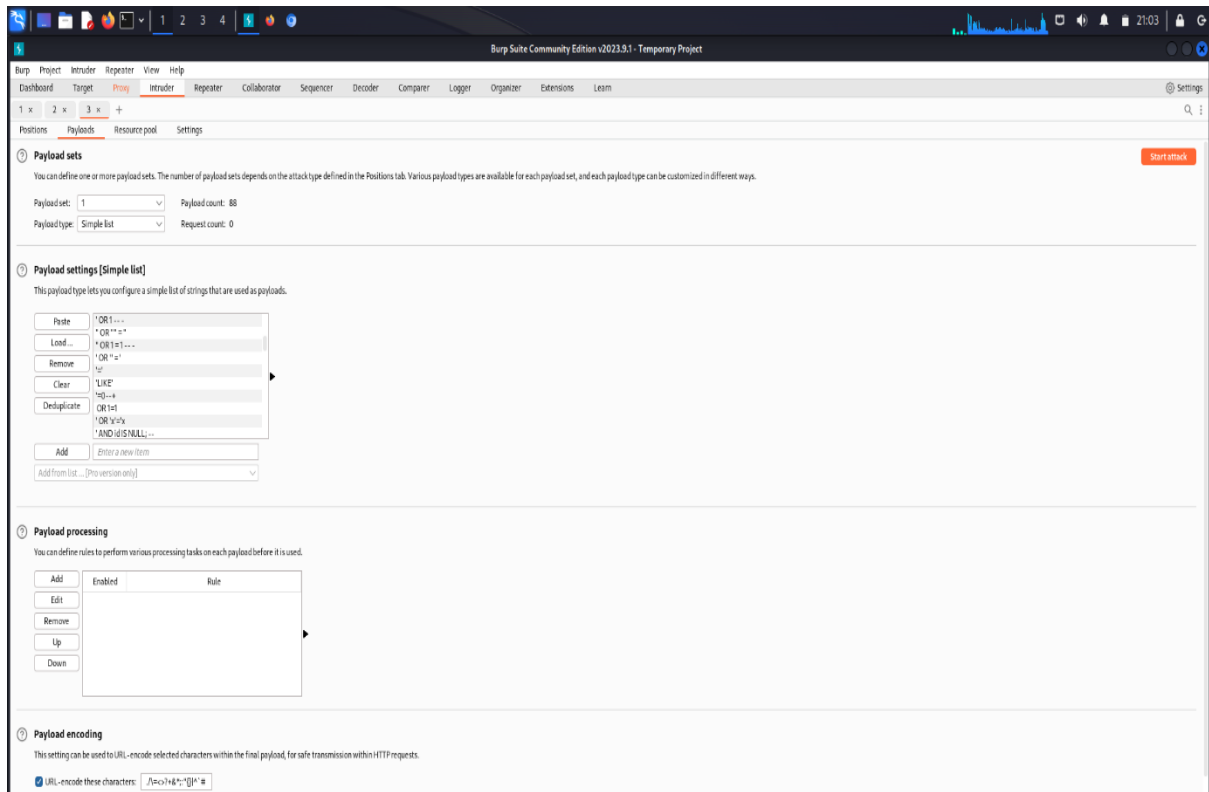 1 2 3 4 21:03
Burp Suite Community Edition v2023.9.1 - Temporary Project
Burp Project Intruder Repeater View Help
Dashboard Target Proxy Intruder Repeater Collaborator Sequencer Decoder Comparer Logger Organizer Extensions Learn Settings
1 × 2 × 3 × +
Positions Payloads Resource pool Settings
? Payload sets Start attack
You can define one or more payload sets. The number of payload sets depends on the attack type defined in the Positions tab. Various payload types are available for each payload set, and each payload type can be customized in different ways.
Payload set: 1 Payload count: 88
Payload type: Simple list Request count: 0
? Payload settings [Simple list]
This payload type lets you configure a simple list of strings that are used as payloads.
Paste ' OR 1 -- -
" OR "" = "
Load... " OR 1 = 1 -- -
' OR '' = '
Remove '='
Clear 'LIKE'
'=0--+
Deduplicate OR 1=1
' OR 'x'='x
' AND id IS NULL; --
Add Enter a new item
Add from list ... [Pro version only]
? Payload processing
You can define rules to perform various processing tasks on each payload before it is used.
Add Enabled Rule
Edit
Remove
Up
Down
? Payload encoding
This setting can be used to URL-encode selected characters within the final payload, for safe transmission within HTTP requests.
URL-encode these characters: ./\=<>?+&*;:"{}|^`#